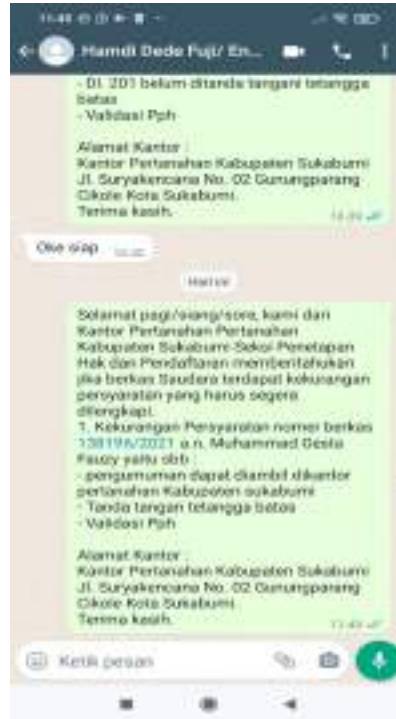 11:48
Hamdi Dede Fuji/ En...
- DI. 201 belum ditanda tangani tetangga
batas
- Validasi Pph
Alamat Kantor :
Kantor Pertanahan Kabupaten Sukabumi
Jl. Suryakencana No. 02 Gunungparang
Cikole Kota Sukabumi.
Terima kasih.
Oke siap
Hari ini
Selamat pagi/siang/sore, kami dari
Kantor Pertanahan Pertanahan
Kabupaten Sukabumi Seksi Penetapan
Hak dan Pendaftaran memberitahukan
jika berkas Saudara terdapat kekurangan
persyaratan yang harus segera
dilengkapi.
1. Kekurangan Persyaratan nomer berkas
138196/2021 a.n. Muhammad Gesta
Fauzy yaitu sbb :
- pengumuman dapat diambil dikantor
pertanahan Kabupaten sukabumi
- Tanda tangan tetangga batas
- Validasi Pph
Alamat Kantor :
Kantor Pertanahan Kabupaten Sukabumi
Jl. Suryakencana No. 02 Gunungparang
Cikole Kota Sukabumi.
Terima kasih.
Ketik pesan